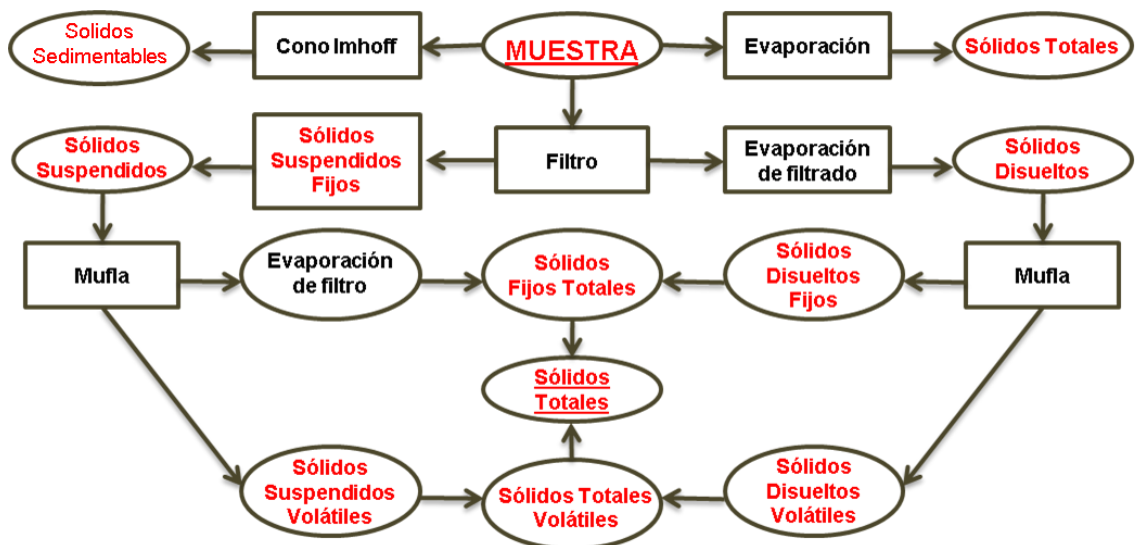 Solidos
Sedimentables
Cono Imhoff
MUESTRA
Evaporación
Sólidos Totales
Sólidos
Suspendidos
Sólidos
Suspendidos
Fijos
Filtro
Evaporación
de filtrado
Sólidos
Disueltos
Mufla
Evaporación
de filtro
Sólidos
Fijos Totales
Sólidos
Disueltos
Fijos
Mufla
Sólidos
Totales
Sólidos
Suspendidos
Volátiles
Sólidos Totales
Volátiles
Sólidos
Disueltos
Volátiles